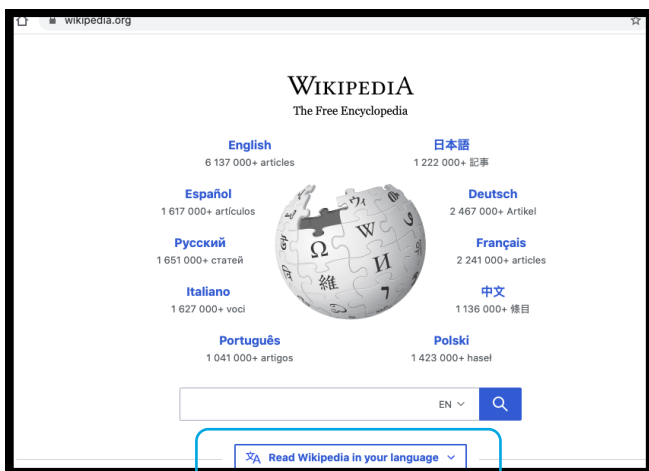 wikipedia.org
WIKIPEDIA
The Free Encyclopedia
English
6 137 000+ articles
日本語
1 222 000+ 記事
Español
1 617 000+ artículos
Deutsch
2 467 000+ Artikel
Русский
1 651 000+ статей
Français
2 241 000+ articles
Italiano
1 627 000+ voci
中文
1 136 000+ 條目
Português
1 041 000+ artigos
Polski
1 423 000+ haseł
Ω
W
И
維
7
EN
Read Wikipedia in your language